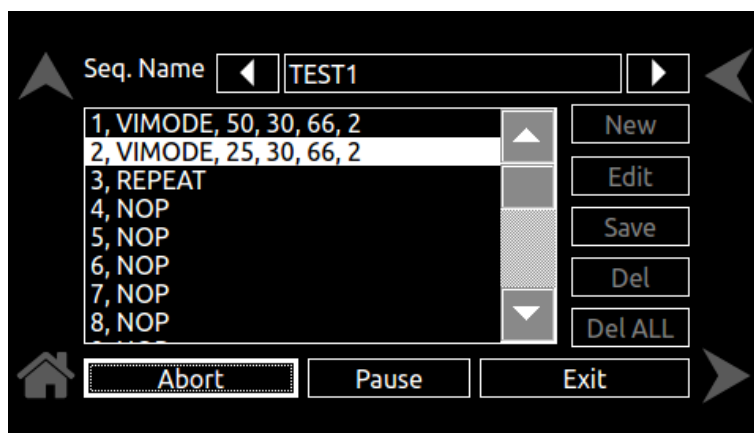 Seq. Name TEST1
1, VIMODE, 50, 30, 66, 2
2, VIMODE, 25, 30, 66, 2
3, REPEAT
4, NOP
5, NOP
6, NOP
7, NOP
8, NOP
New
Edit
Save
Del
Del ALL
Abort Pause Exit